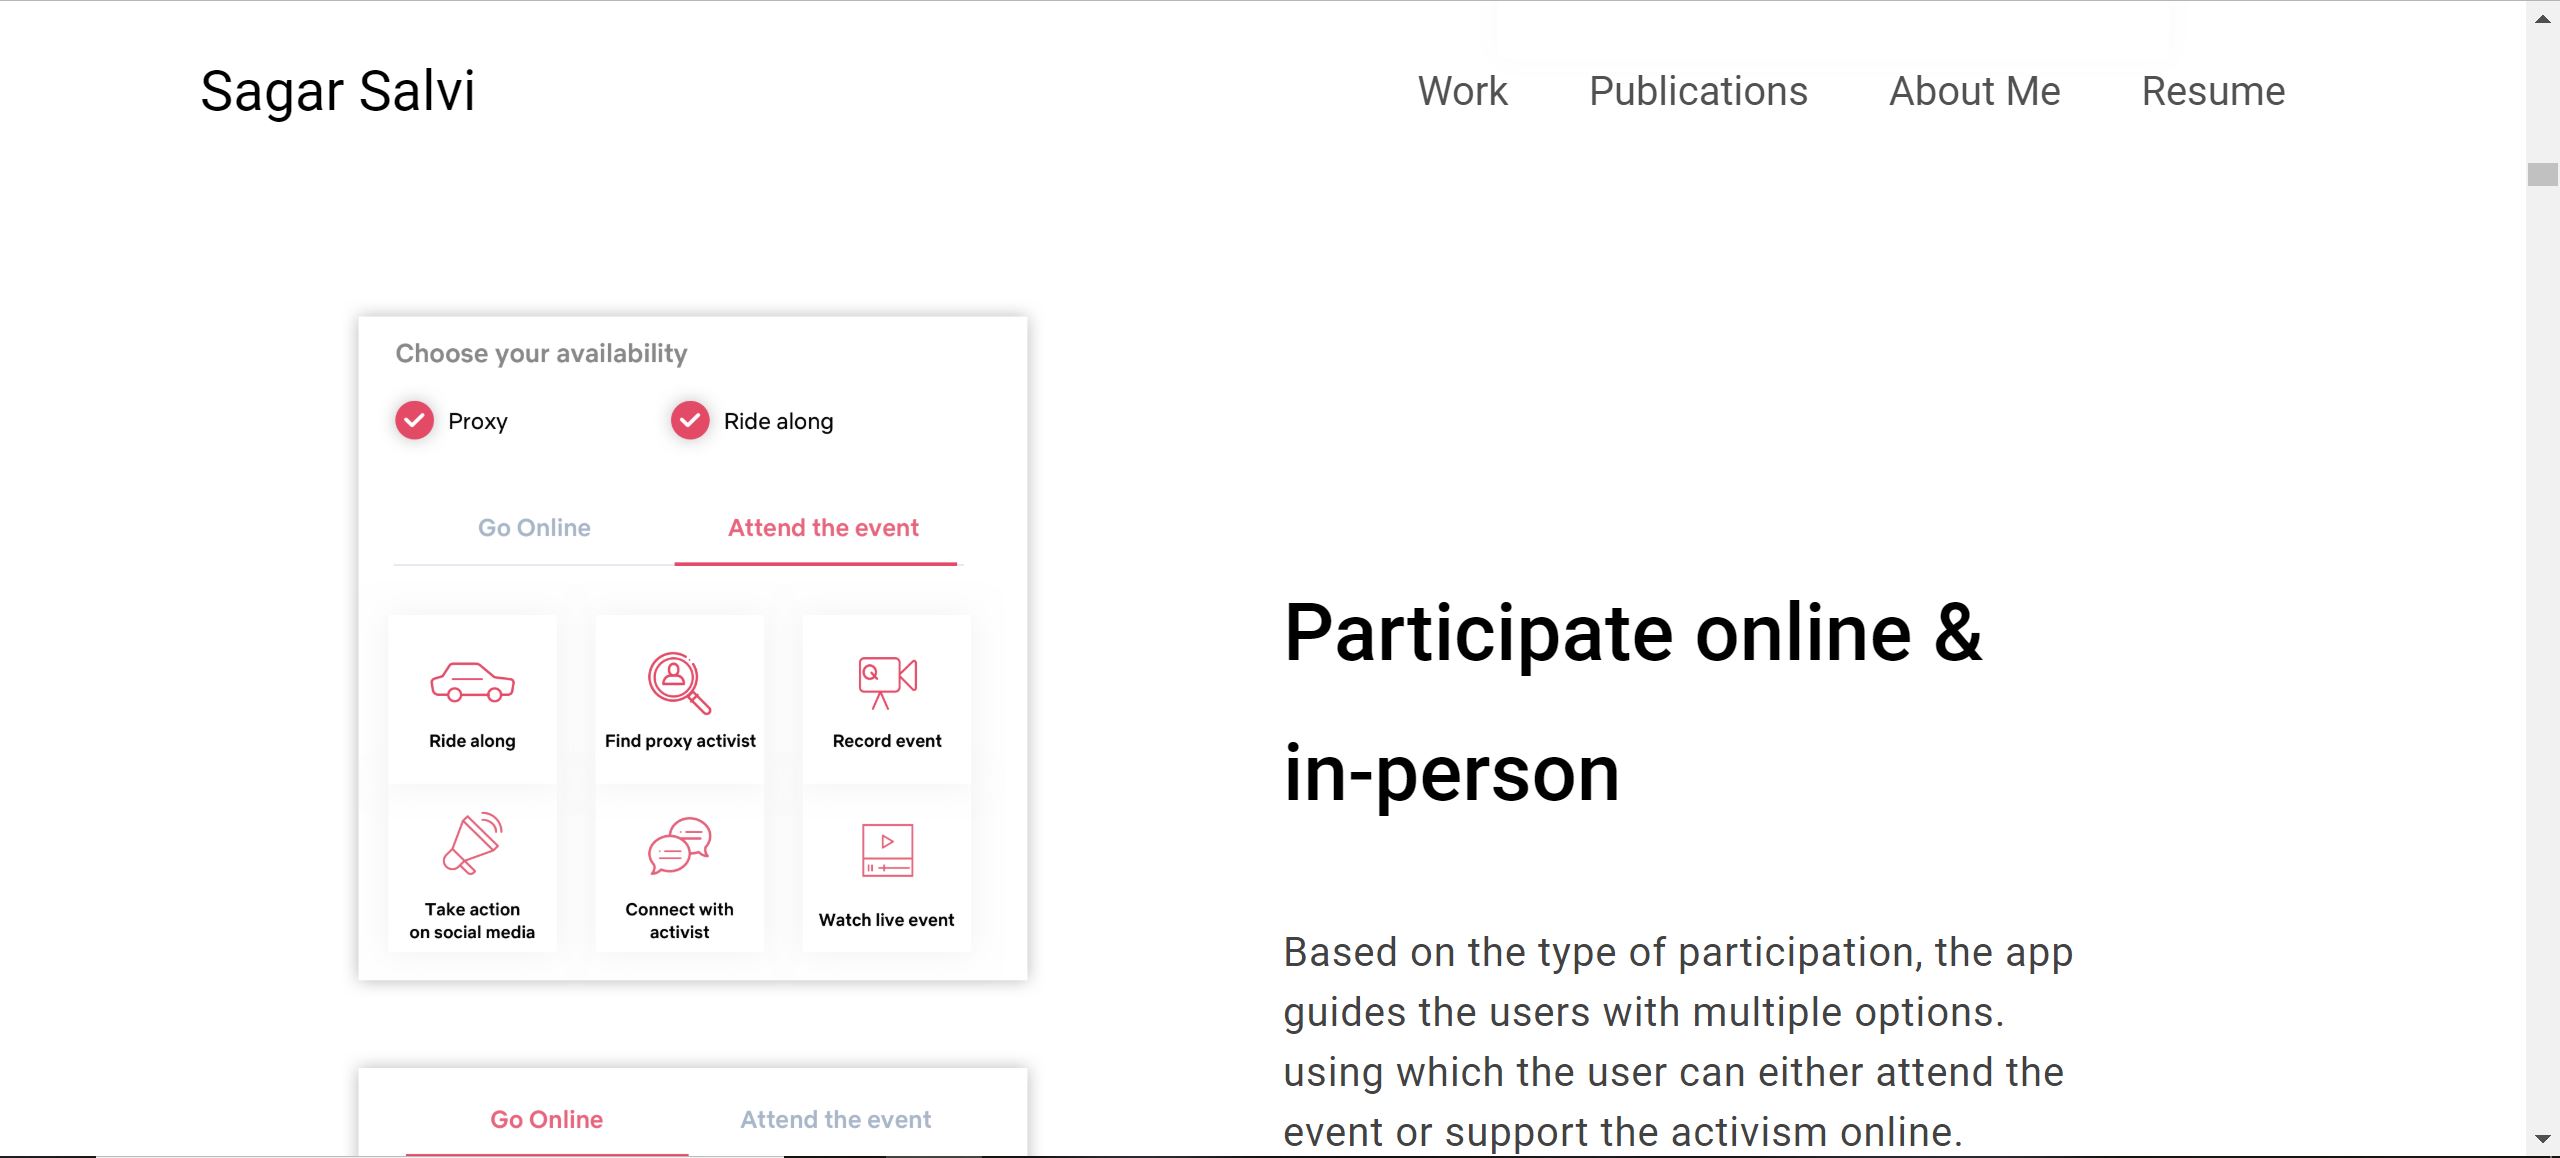 Sagar Salvi
Work Publications About Me Resume
Choose your availability
Proxy Ride along
Go Online Attend the event
Ride along Find proxy activist Record event
Take action
on social media
Connect with
activist
Watch live event
Go Online Attend the event
Participate online &
in-person
Based on the type of participation, the app
guides the users with multiple options.
using which the user can either attend the
event or support the activism online.